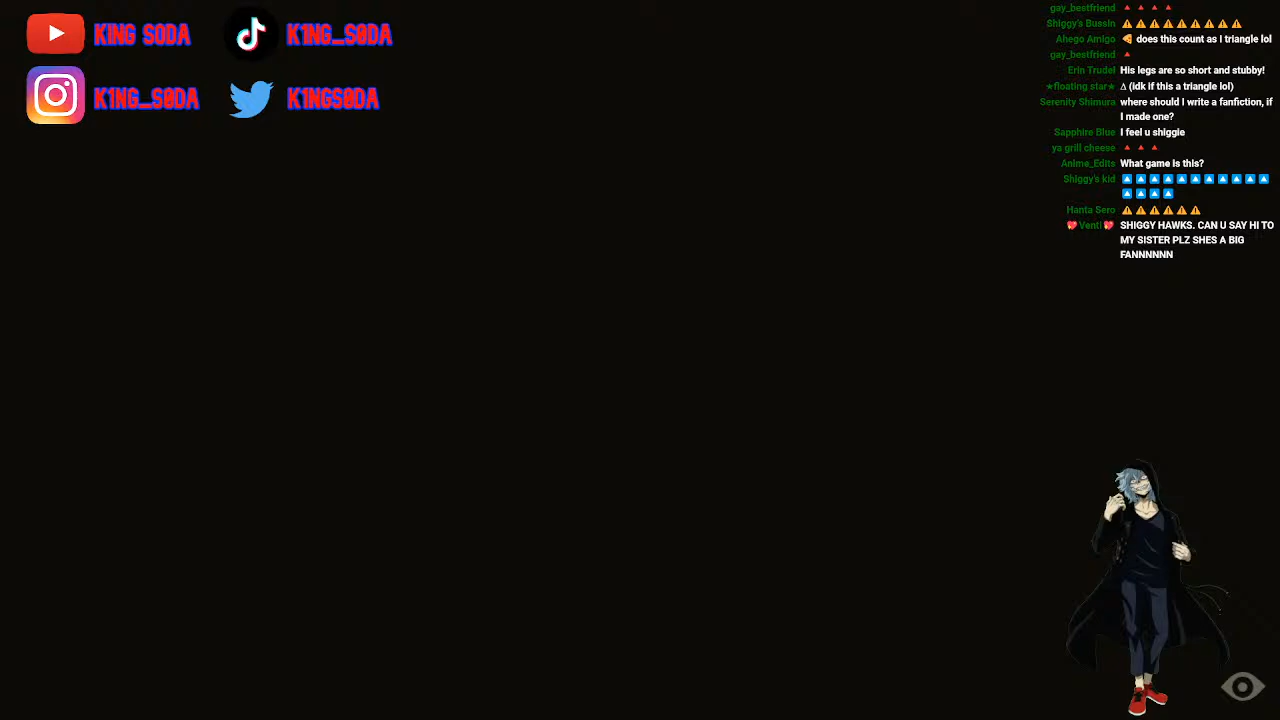 KING SODA
K1NG_S0DA
K1NG_S0DA
K1NGS0DA
gay_bestfriend 🔺 🔺 🔺 🔺
Shiggy's Bussin ⚠️ ⚠️ ⚠️ ⚠️ ⚠️ ⚠️ ⚠️ ⚠️ ⚠️
Ahego Amigo 🍕 does this count as I triangle lol
gay_bestfriend 🔺
Erin Trudel His legs are so short and stubby!
★floating star★ ∆ (idk if this a triangle lol)
Serenity Shimura where should I write a fanfiction, if
I made one?
Sapphire Blue I feel u shiggie
ya grill cheese 🔺 🔺 🔺
Anime_Edits What game is this?
Shiggy's kid 🔼 🔼 🔼 🔼 🔼 🔼 🔼 🔼 🔼 🔼 🔼
🔼 🔼 🔼 🔼
Hanta Sero ⚠️ ⚠️ ⚠️ ⚠️ ⚠️ ⚠️
💖Venti💖 SHIGGY HAWKS. CAN U SAY HI TO
MY SISTER PLZ SHES A BIG
FANNNNNN